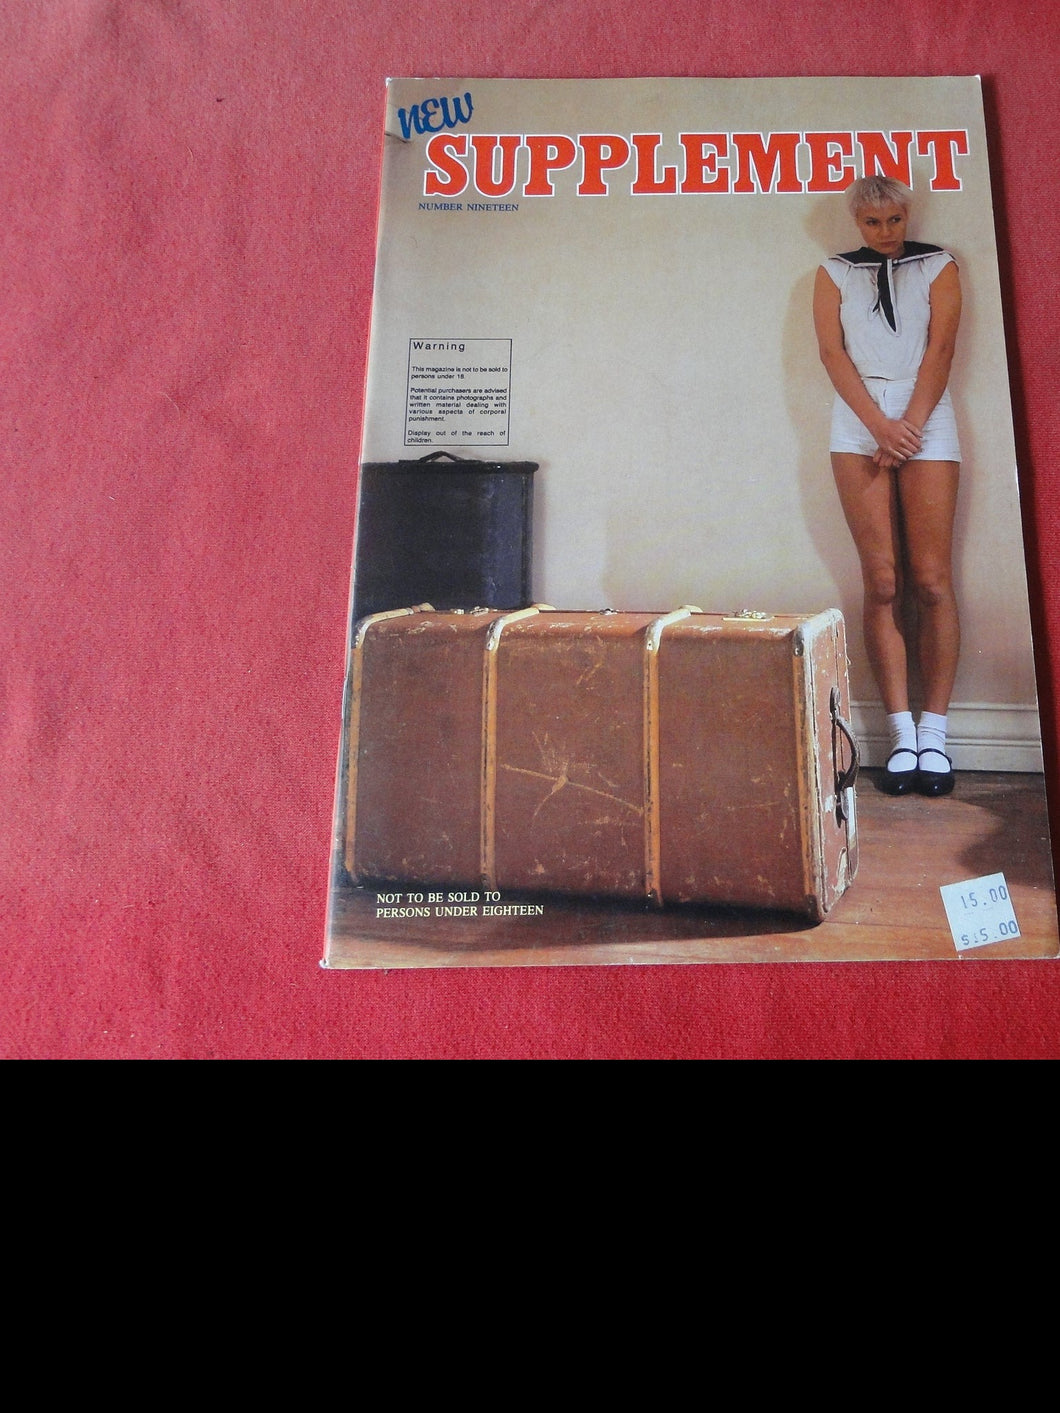 NEW
SUPPLEMENT
NUMBER NINETEEN
Warning
This magazine is not to be sold to
persons under 18.
Potential purchasers are advised
that it contains photographs and
written material dealing with
various aspects of corporal
punishment.
Display out of the reach of
children.
NOT TO BE SOLD TO
PERSONS UNDER EIGHTEEN
15.00
$15.00